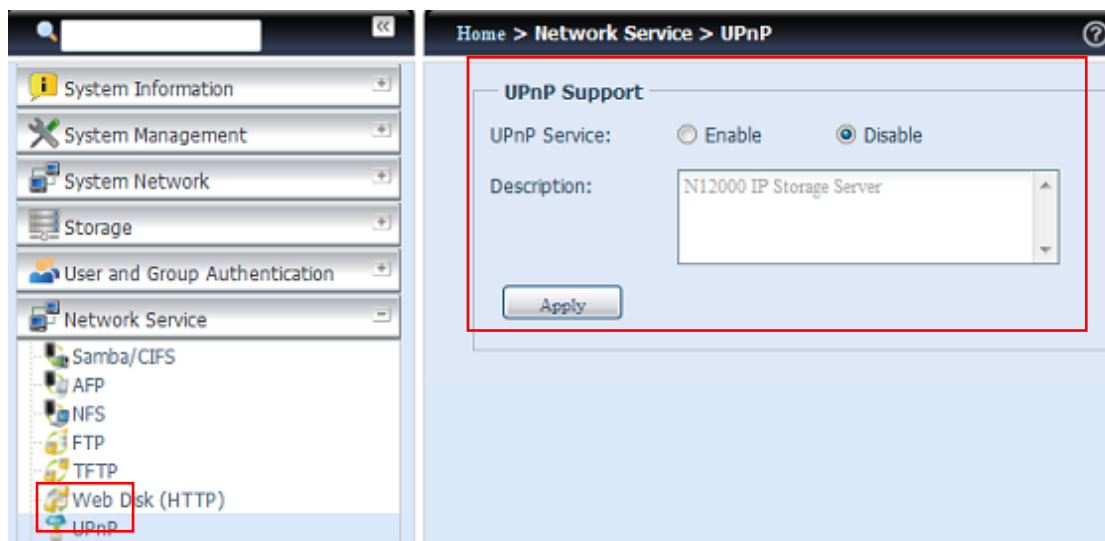 Home > Network Service > UPnP
System Information
System Management
System Network
Storage
User and Group Authentication
Network Service
Samba/CIFS
AFP
NFS
FTP
TFTP
Web Disk (HTTP)
UPnP
UPnP Support
UPnP Service: Enable Disable
Description: N12000 IP Storage Server
Apply